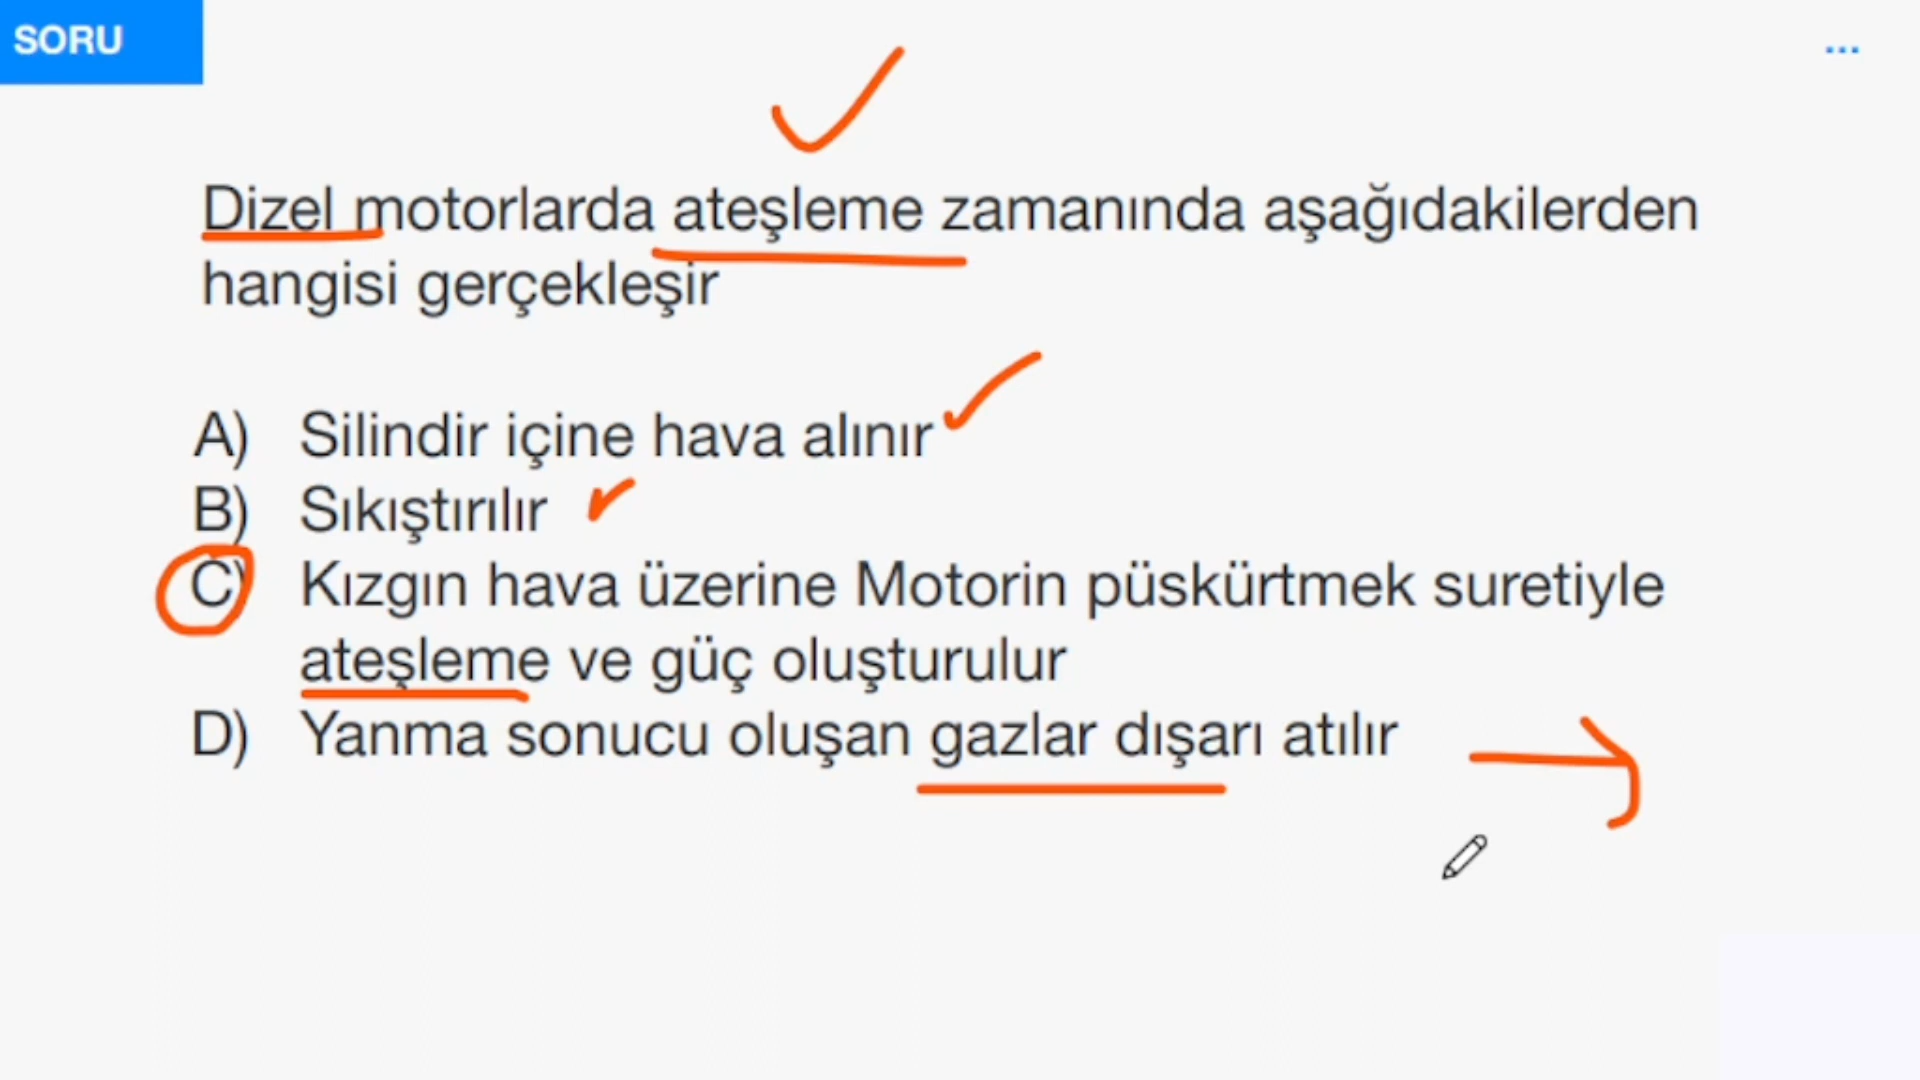 SORU
...
Dizel motorlarda ateşleme zamanında aşağıdakilerden
hangisi gerçekleşir
A) Silindir içine hava alınır
B) Sıkıştırılır
C) Kızgın hava üzerine Motorin püskürtmek suretiyle
ateşleme ve güç oluşturulur
D) Yanma sonucu oluşan gazlar dışarı atılır